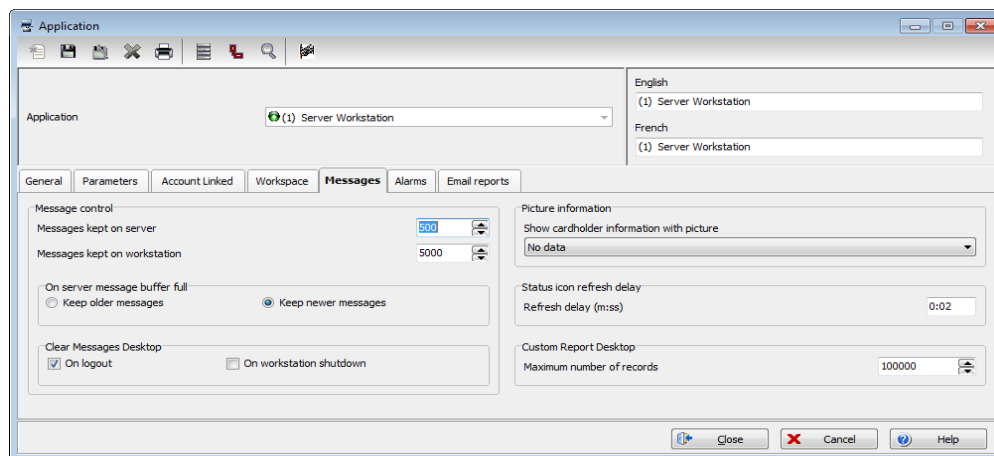 Application
English
(1) Server Workstation
Application
(1) Server Workstation
French
(1) Server Workstation
General Parameters Account Linked Workspace Messages Alarms Email reports
Message control
Messages kept on server 500
Messages kept on workstation 5000
On server message buffer full
Keep older messages Keep newer messages
Clear Messages Desktop
On logout On workstation shutdown
Picture information
Show cardholder information with picture
No data
Status icon refresh delay
Refresh delay (m:ss) 0:02
Custom Report Desktop
Maximum number of records 100000
Close Cancel Help